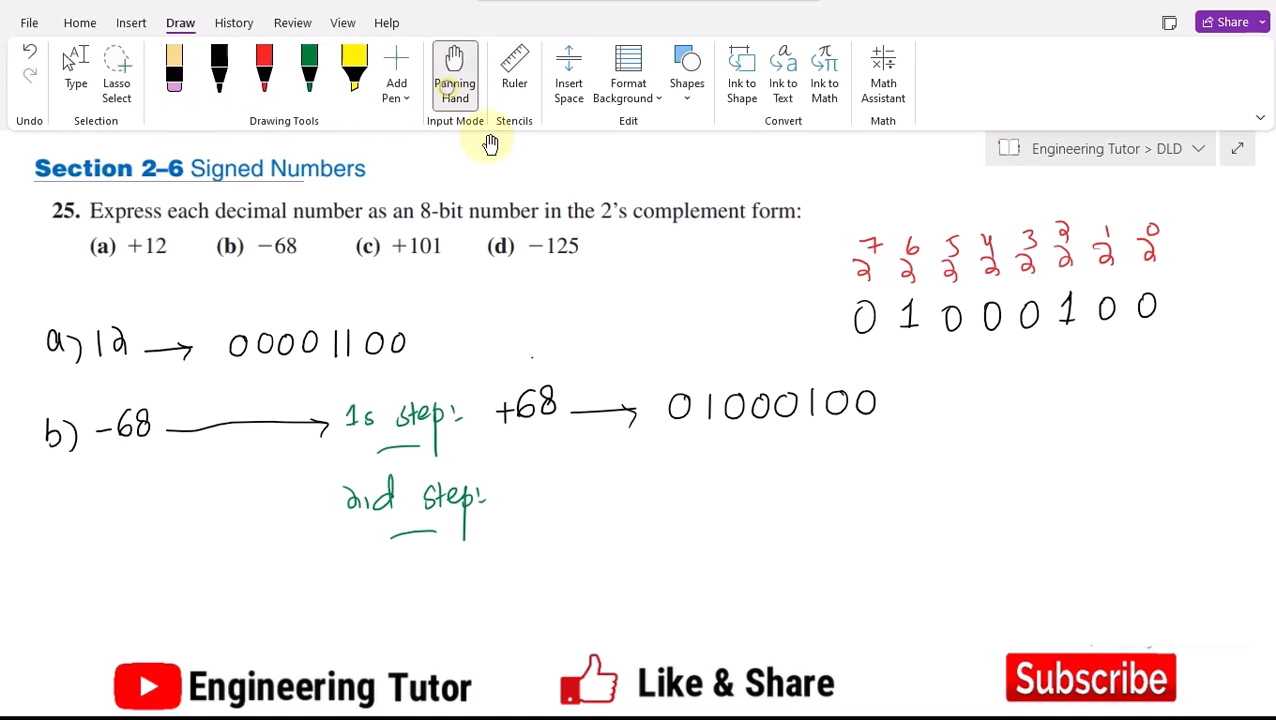 File Home Insert Draw History Review View Help Share
Undo Type Lasso Select Add Pen Panning Hand Ruler Insert Space Format Background Shapes Ink to Shape Ink to Text Ink to Math Math Assistant
Undo Selection Drawing Tools Input Mode Stencils Edit Convert Math
Engineering Tutor > DLD
Section 2–6 Signed Numbers
25. Express each decimal number as an 8-bit number in the 2's complement form:
(a) +12 (b) −68 (c) +101 (d) −125
7 6 5 4 3 2 1 0
2 2 2 2 2 2 2 2
0 1 0 0 0 1 0 0
a) 12 → 00001100
b) -68 → 1s step: +68 → 01000100
2nd step:
Engineering Tutor Like & Share Subscribe